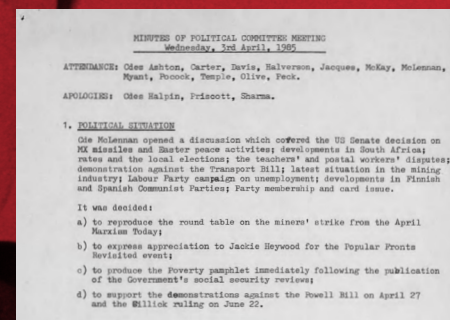 MINUTES OF POLITICAL COMMITTEE MEETING
Wednesday, 3rd April, 1985
ATTENDANCE: Cdes Ashton, Carter, Davis, Halverson, Jacques, McKay, McLennan,
Myant, Pocock, Temple, Olive, Peck.
APOLOGIES: Cdes Halpin, Priscott, Sharma.
1. POLITICAL SITUATION
Cde McLennan opened a discussion which covered the US Senate decision on
MX missiles and Easter peace activites; developments in South Africa;
rates and the local elections; the teachers' and postal workers' disputes;
demonstration against the Transport Bill; latest situation in the mining
industry; Labour Party campaign on unemployment; developments in Finnish
and Spanish Communist Parties; Party membership and card issue.
It was decided:
a) to reproduce the round table on the miners' strike from the April
Marxism Today;
b) to express appreciation to Jackie Heywood for the Popular Fronts
Revisited event;
c) to produce the Poverty pamphlet immediately following the publication
of the Government's social security reviews;
d) to support the demonstrations against the Powell Bill on April 27
and the Gillick ruling on June 22.